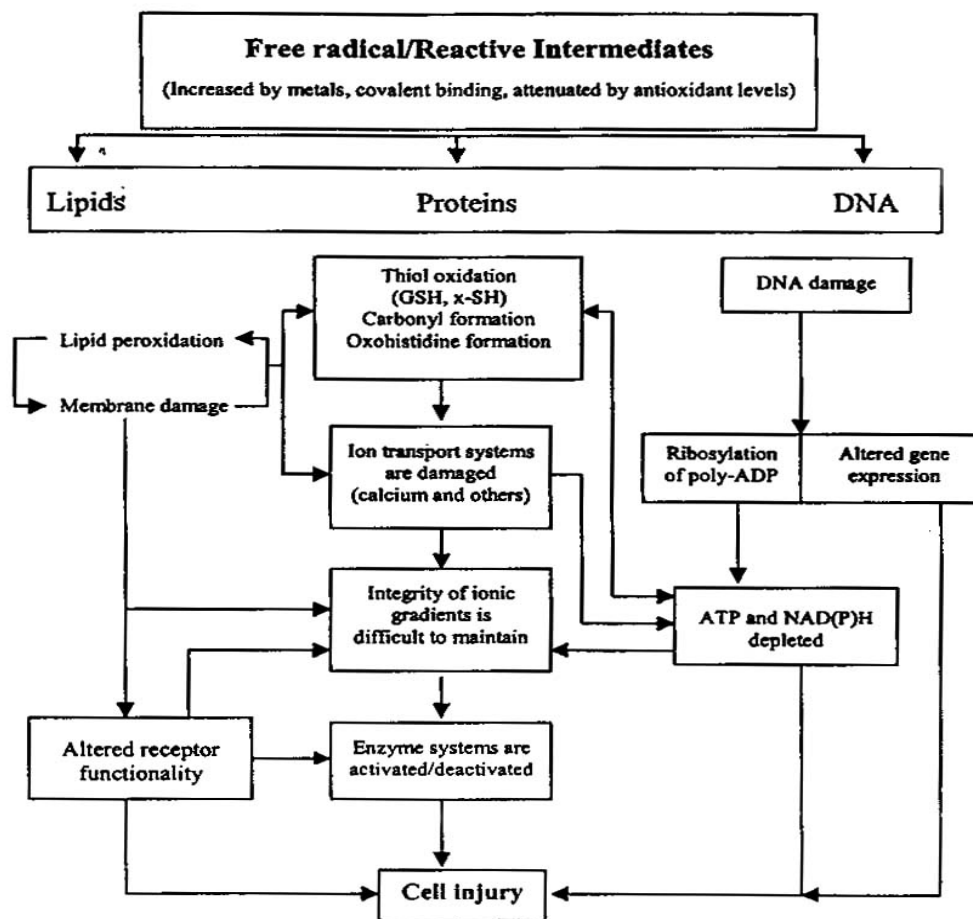 Free radical/Reactive Intermediates
(Increased by metals, covalent binding, attenuated by antioxidant levels)
Lipids Proteins DNA
Thiol oxidation
(GSH, x-SH)
Carbonyl formation
Oxohistidine formation
DNA damage
Lipid peroxidation
Membrane damage
Ion transport systems
are damaged
(calcium and others)
Ribosylation
of poly-ADP
Altered gene
expression
Integrity of ionic
gradients is
difficult to maintain
ATP and NAD(P)H
depleted
Altered receptor
functionality
Enzyme systems are
activated/deactivated
Cell injury